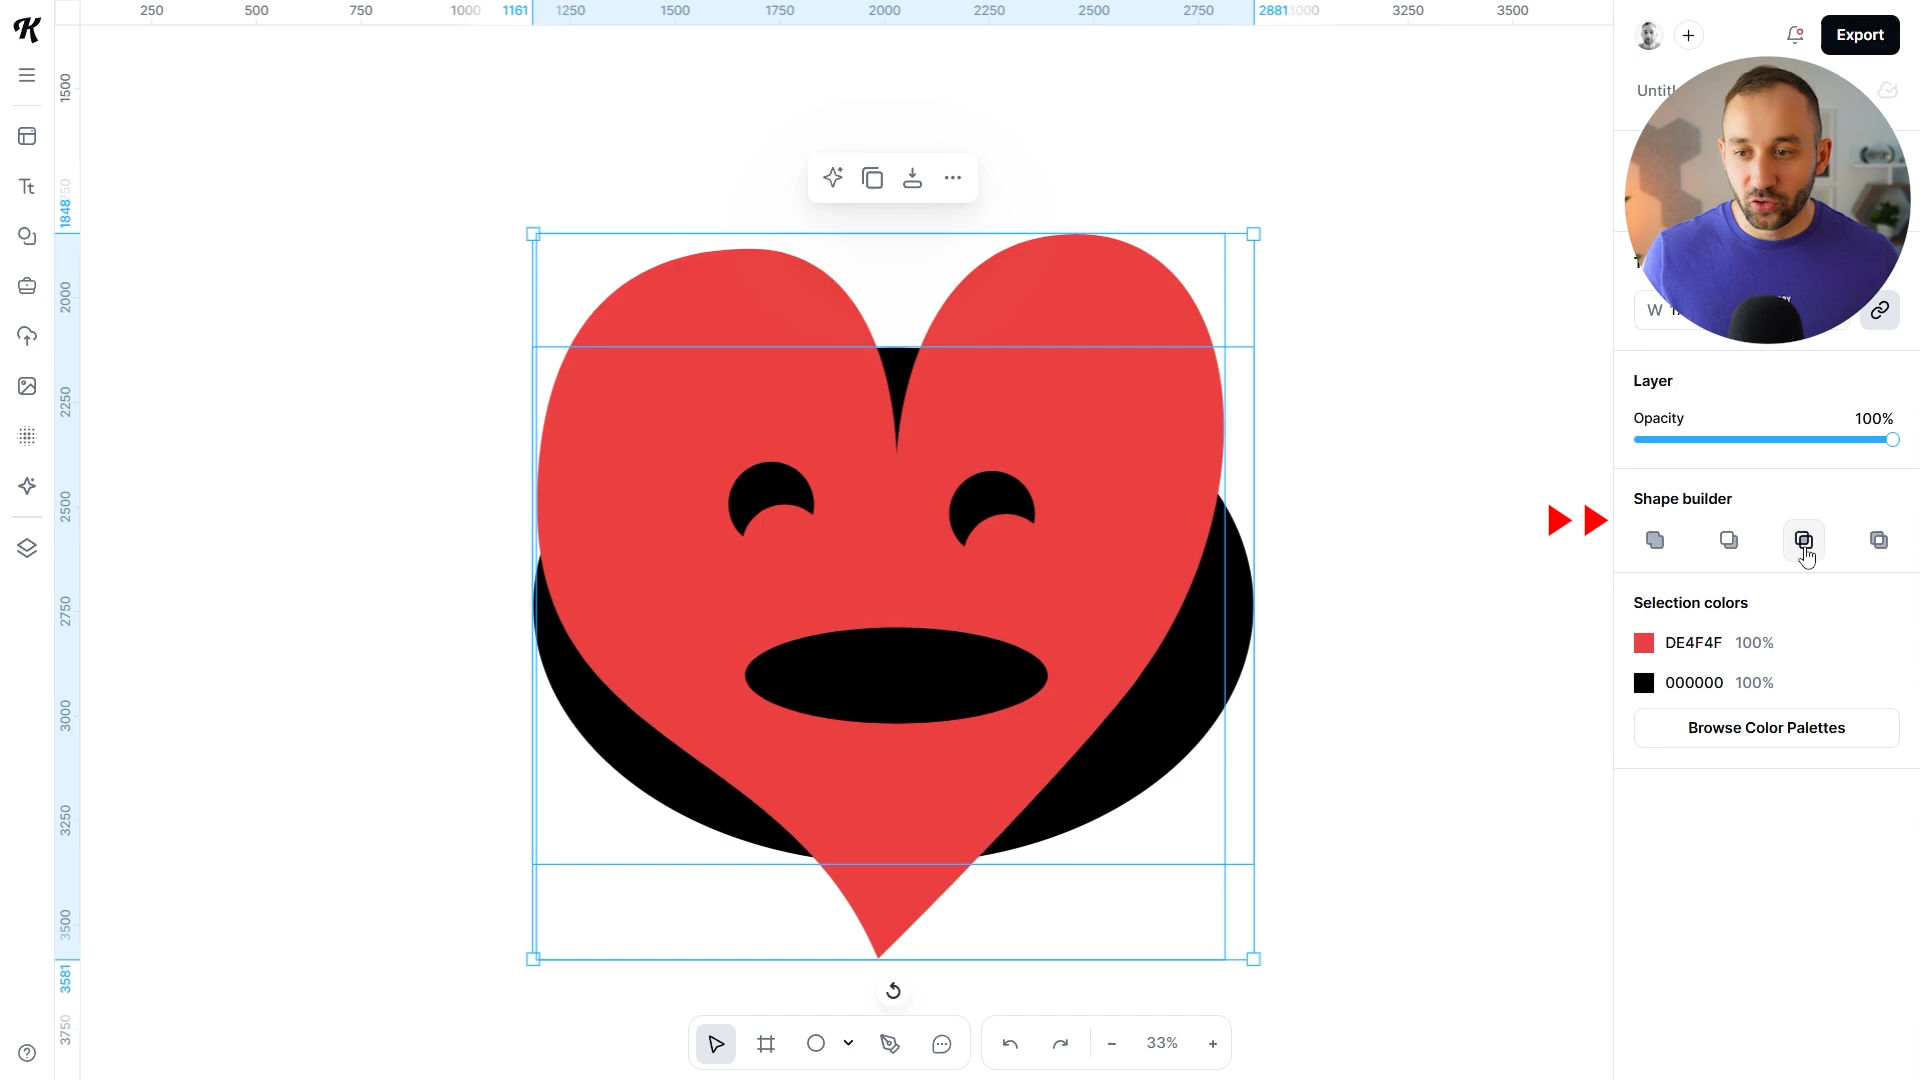 250 500 750 1000 1161 1250 1500 1750 2000 2250 2500 2750 2881 3000 3250 3500
K
Export
1500
1848
2000
2250
2500
2750
3000
3250
3500
3581
3750
W
Layer
Opacity 100%
Shape builder
Selection colors
DE4F4F 100%
000000 100%
Browse Color Palettes
33%